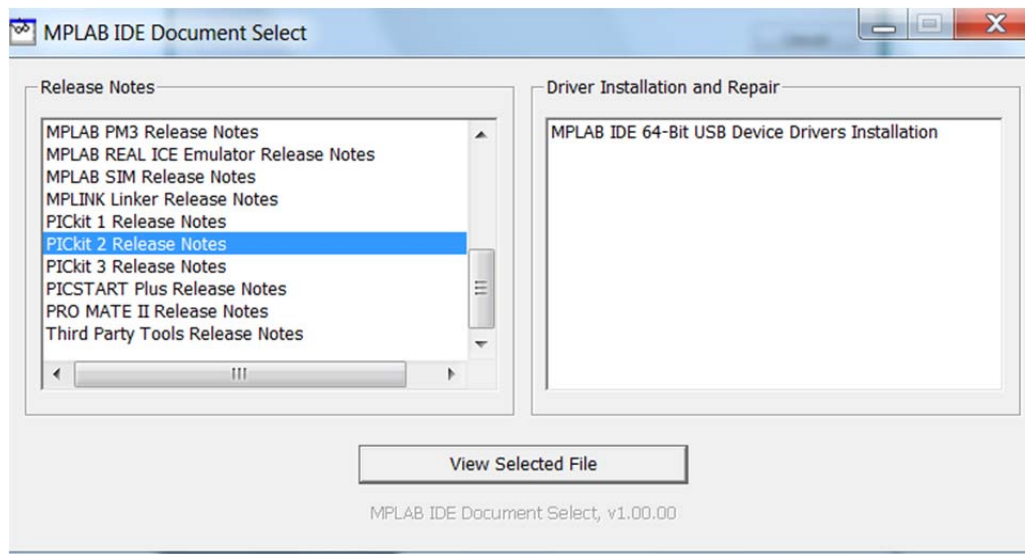 MPLAB IDE Document Select
Release Notes
MPLAB PM3 Release Notes
MPLAB REAL ICE Emulator Release Notes
MPLAB SIM Release Notes
MPLINK Linker Release Notes
PICkit 1 Release Notes
PICkit 2 Release Notes
PICkit 3 Release Notes
PICSTART Plus Release Notes
PRO MATE II Release Notes
Third Party Tools Release Notes
Driver Installation and Repair
MPLAB IDE 64-Bit USB Device Drivers Installation
View Selected File
MPLAB IDE Document Select, v1.00.00